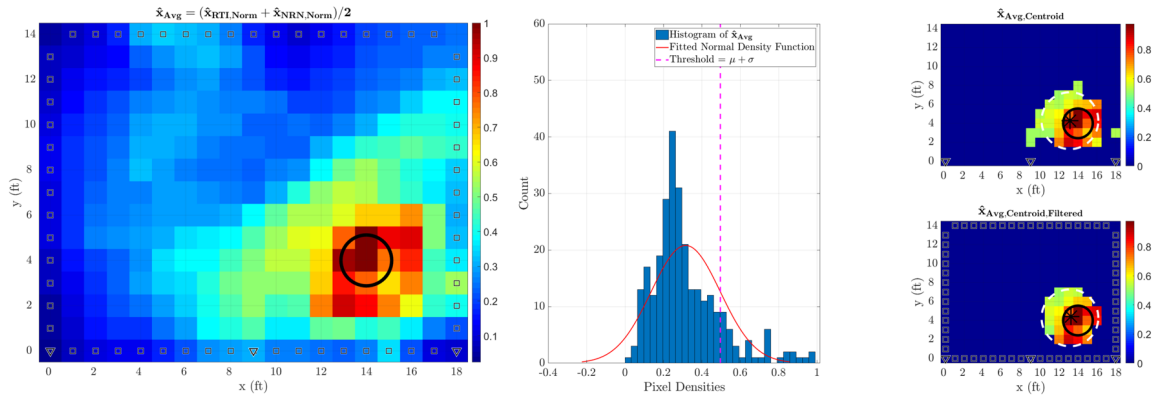 x̂Avg = (x̂RTI,Norm + x̂NRN,Norm)/2
14
12
10
8
6
4
2
0
y (ft)
0 2 4 6 8 10 12 14 16 18
x (ft)
1
0.9
0.8
0.7
0.6
0.5
0.4
0.3
0.2
0.1
Histogram of x̂Avg
Fitted Normal Density Function
Threshold = μ + σ
60
50
40
30
20
10
0
Count
-0.4 -0.2 0 0.2 0.4 0.6 0.8 1
Pixel Densities
x̂Avg,Centroid
14
12
10
8
6
4
2
0
y (ft)
0 2 4 6 8 10 12 14 16 18
x (ft)
0.8
0.6
0.4
0.2
0
x̂Avg,Centroid,Filtered
14
12
10
8
6
4
2
0
y (ft)
0 2 4 6 8 10 12 14 16 18
x (ft)
0.8
0.6
0.4
0.2
0